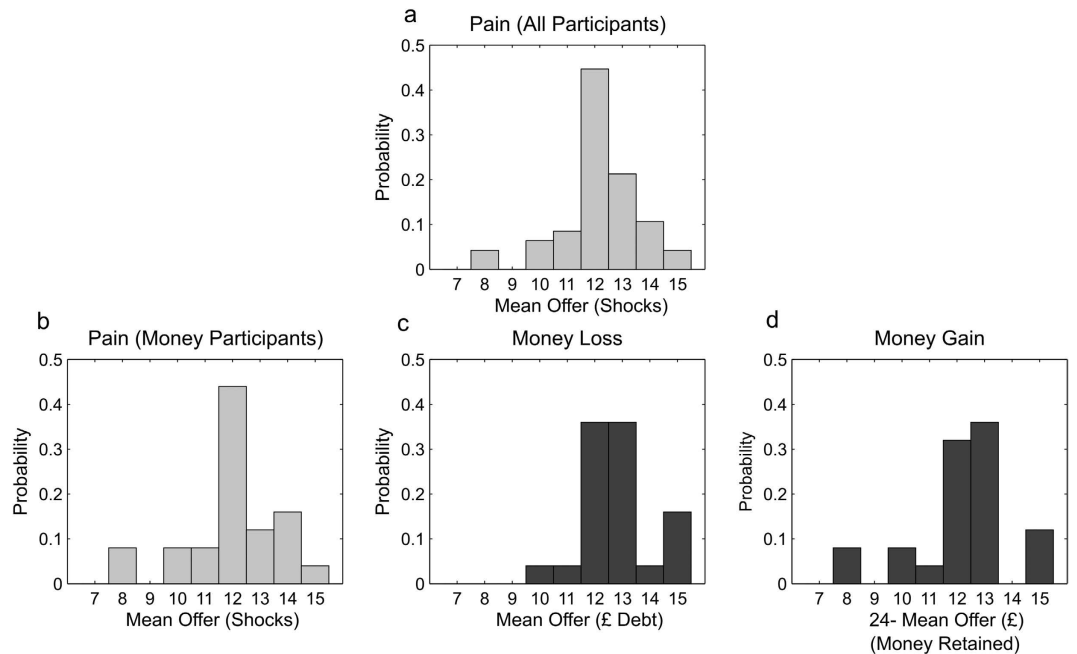 a
Pain (All Participants)
0.5
0.4
0.3
0.2
0.1
0
Probability
7 8 9 10 11 12 13 14 15
Mean Offer (Shocks)
b
Pain (Money Participants)
0.5
0.4
0.3
0.2
0.1
0
Probability
7 8 9 10 11 12 13 14 15
Mean Offer (Shocks)
c
Money Loss
0.5
0.4
0.3
0.2
0.1
0
Probability
7 8 9 10 11 12 13 14 15
Mean Offer (£ Debt)
d
Money Gain
0.5
0.4
0.3
0.2
0.1
0
Probability
7 8 9 10 11 12 13 14 15
24- Mean Offer (£)
(Money Retained)